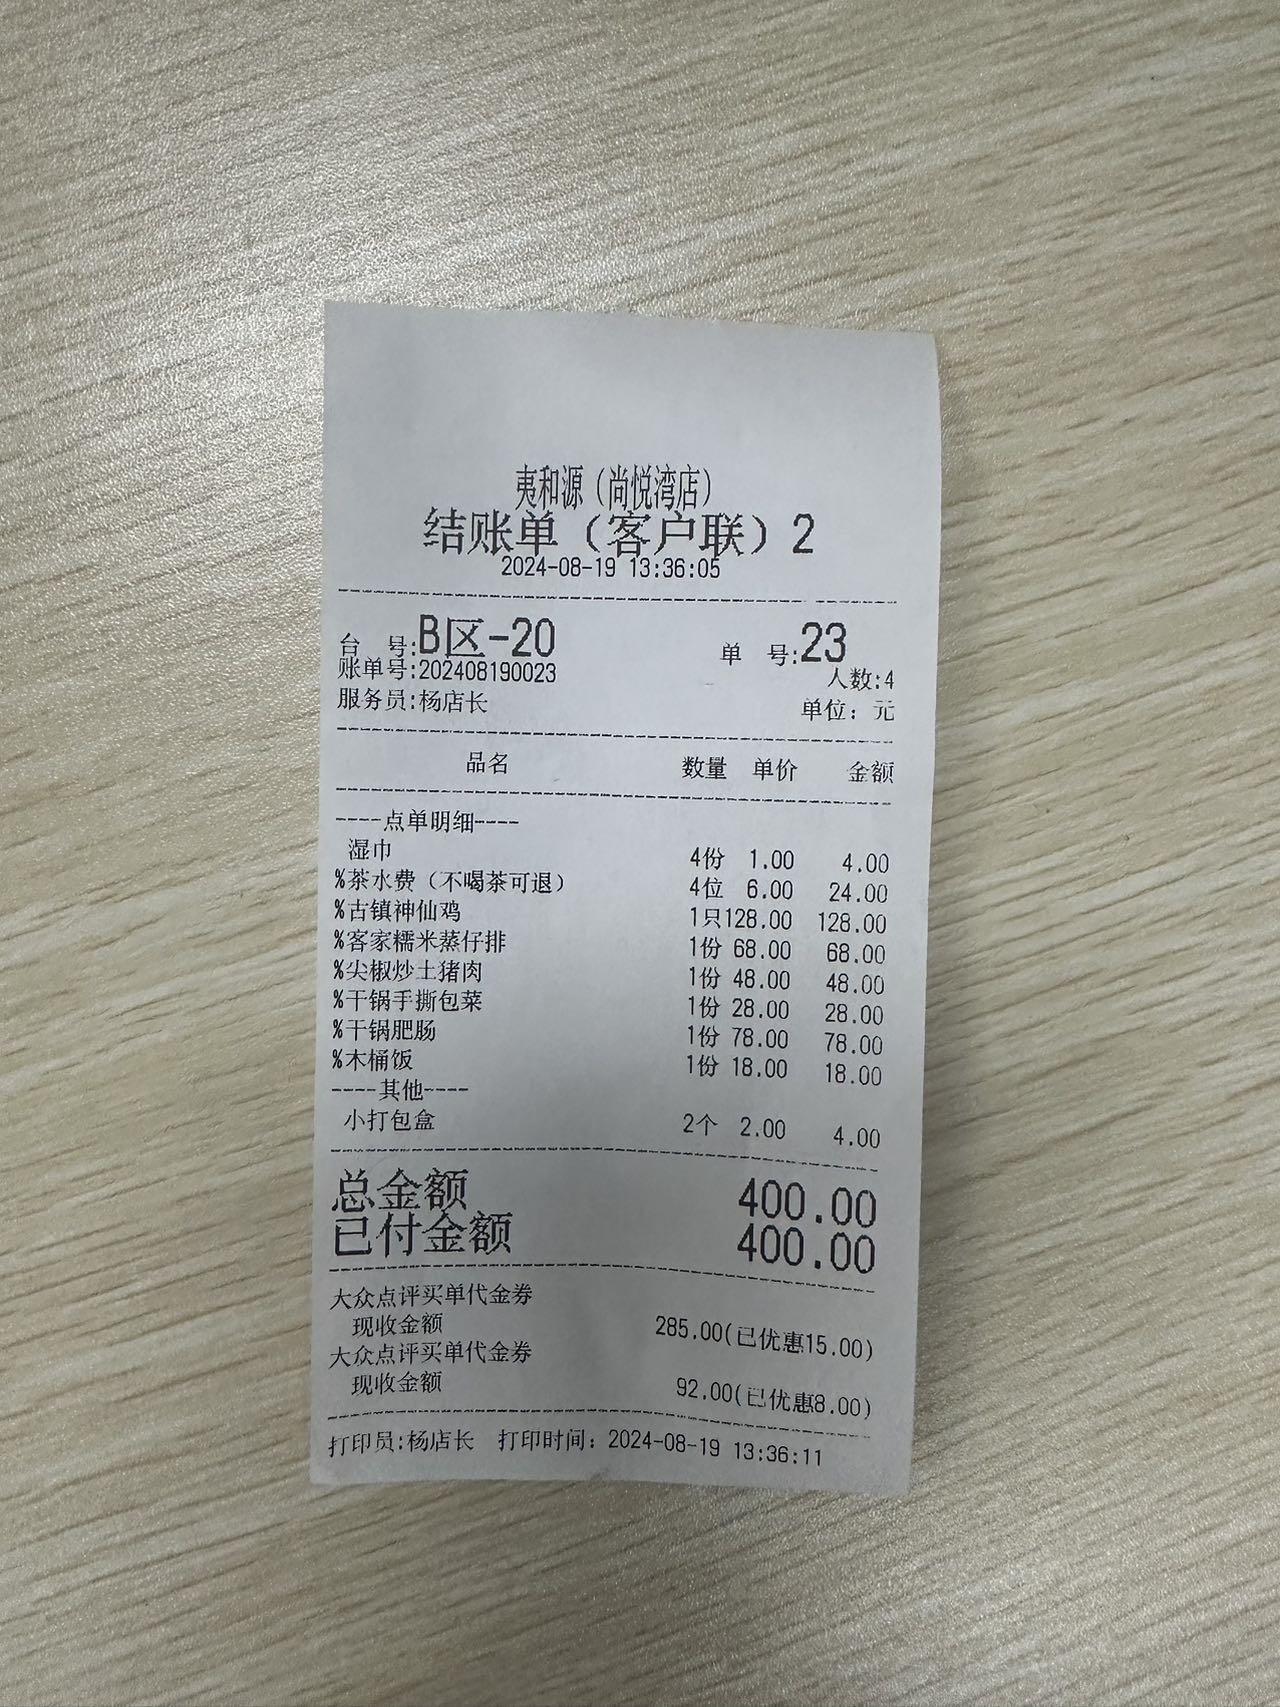 夷和源（尚悦湾店）
结账单（客户联）2
2024-08-19 13:36:05
台 号:B区-20 单 号:23
账单号:202408190023 人数:4
服务员:杨店长 单位：元
品名 数量 单价 金额
----点单明细----
湿巾 4份 1.00 4.00
%茶水费（不喝茶可退） 4位 6.00 24.00
%古镇神仙鸡 1只128.00 128.00
%客家糯米蒸仔排 1份 68.00 68.00
%尖椒炒土猪肉 1份 48.00 48.00
%干锅手撕包菜 1份 28.00 28.00
%干锅肥肠 1份 78.00 78.00
%木桶饭 1份 18.00 18.00
----其他----
小打包盒 2个 2.00 4.00
总金额 400.00
已付金额 400.00
大众点评买单代金券
现收金额 285.00(已优惠15.00)
大众点评买单代金券
现收金额 92.00(已优惠8.00)
打印员:杨店长 打印时间：2024-08-19 13:36:11